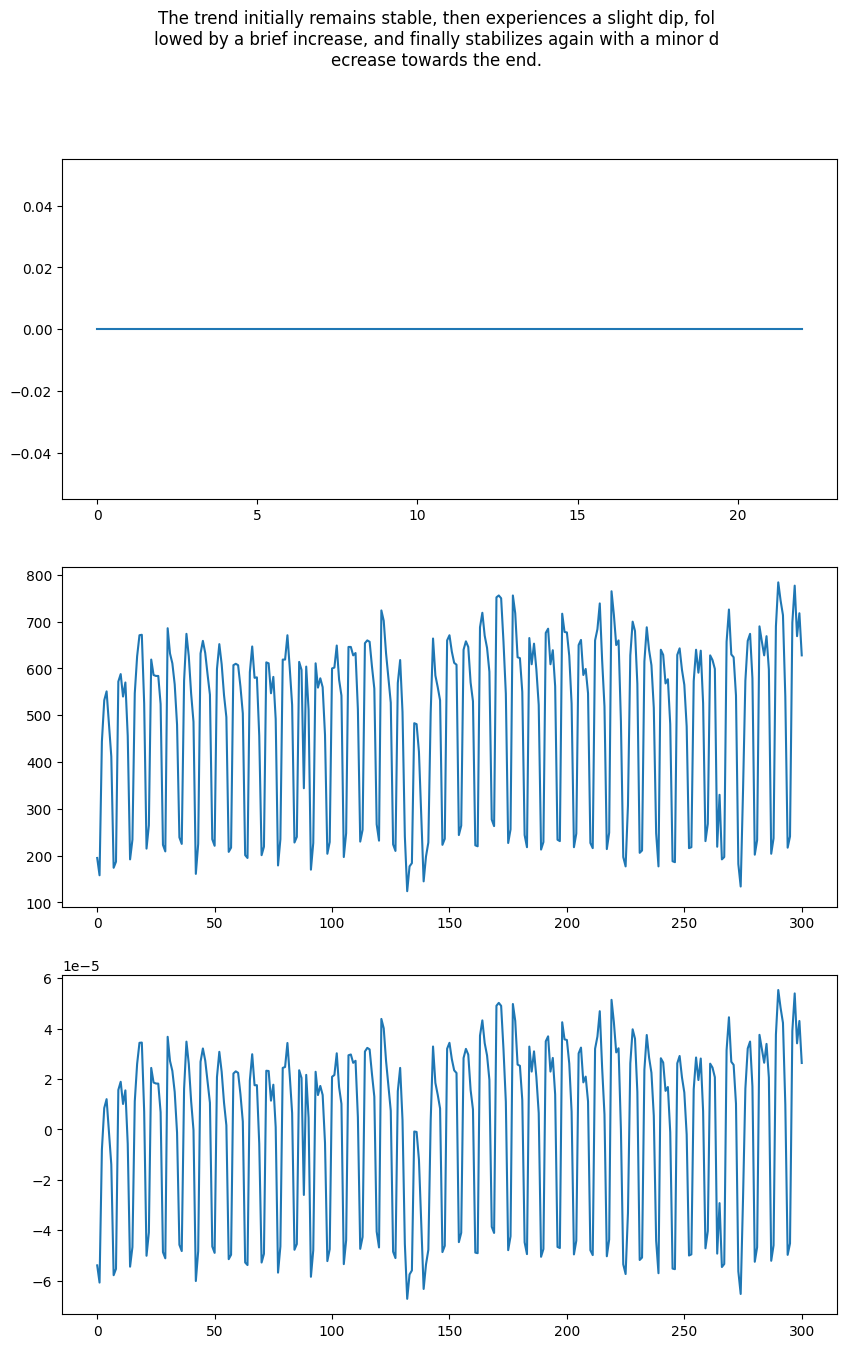 The trend initially remains stable, then experiences a slight dip, fol
lowed by a brief increase, and finally stabilizes again with a minor d
ecrease towards the end.
0.04
0.02
0.00
−0.02
−0.04
0 5 10 15 20
800
700
600
500
400
300
200
100
0 50 100 150 200 250 300
1e−5
6
4
2
0
−2
−4
−6
0 50 100 150 200 250 300